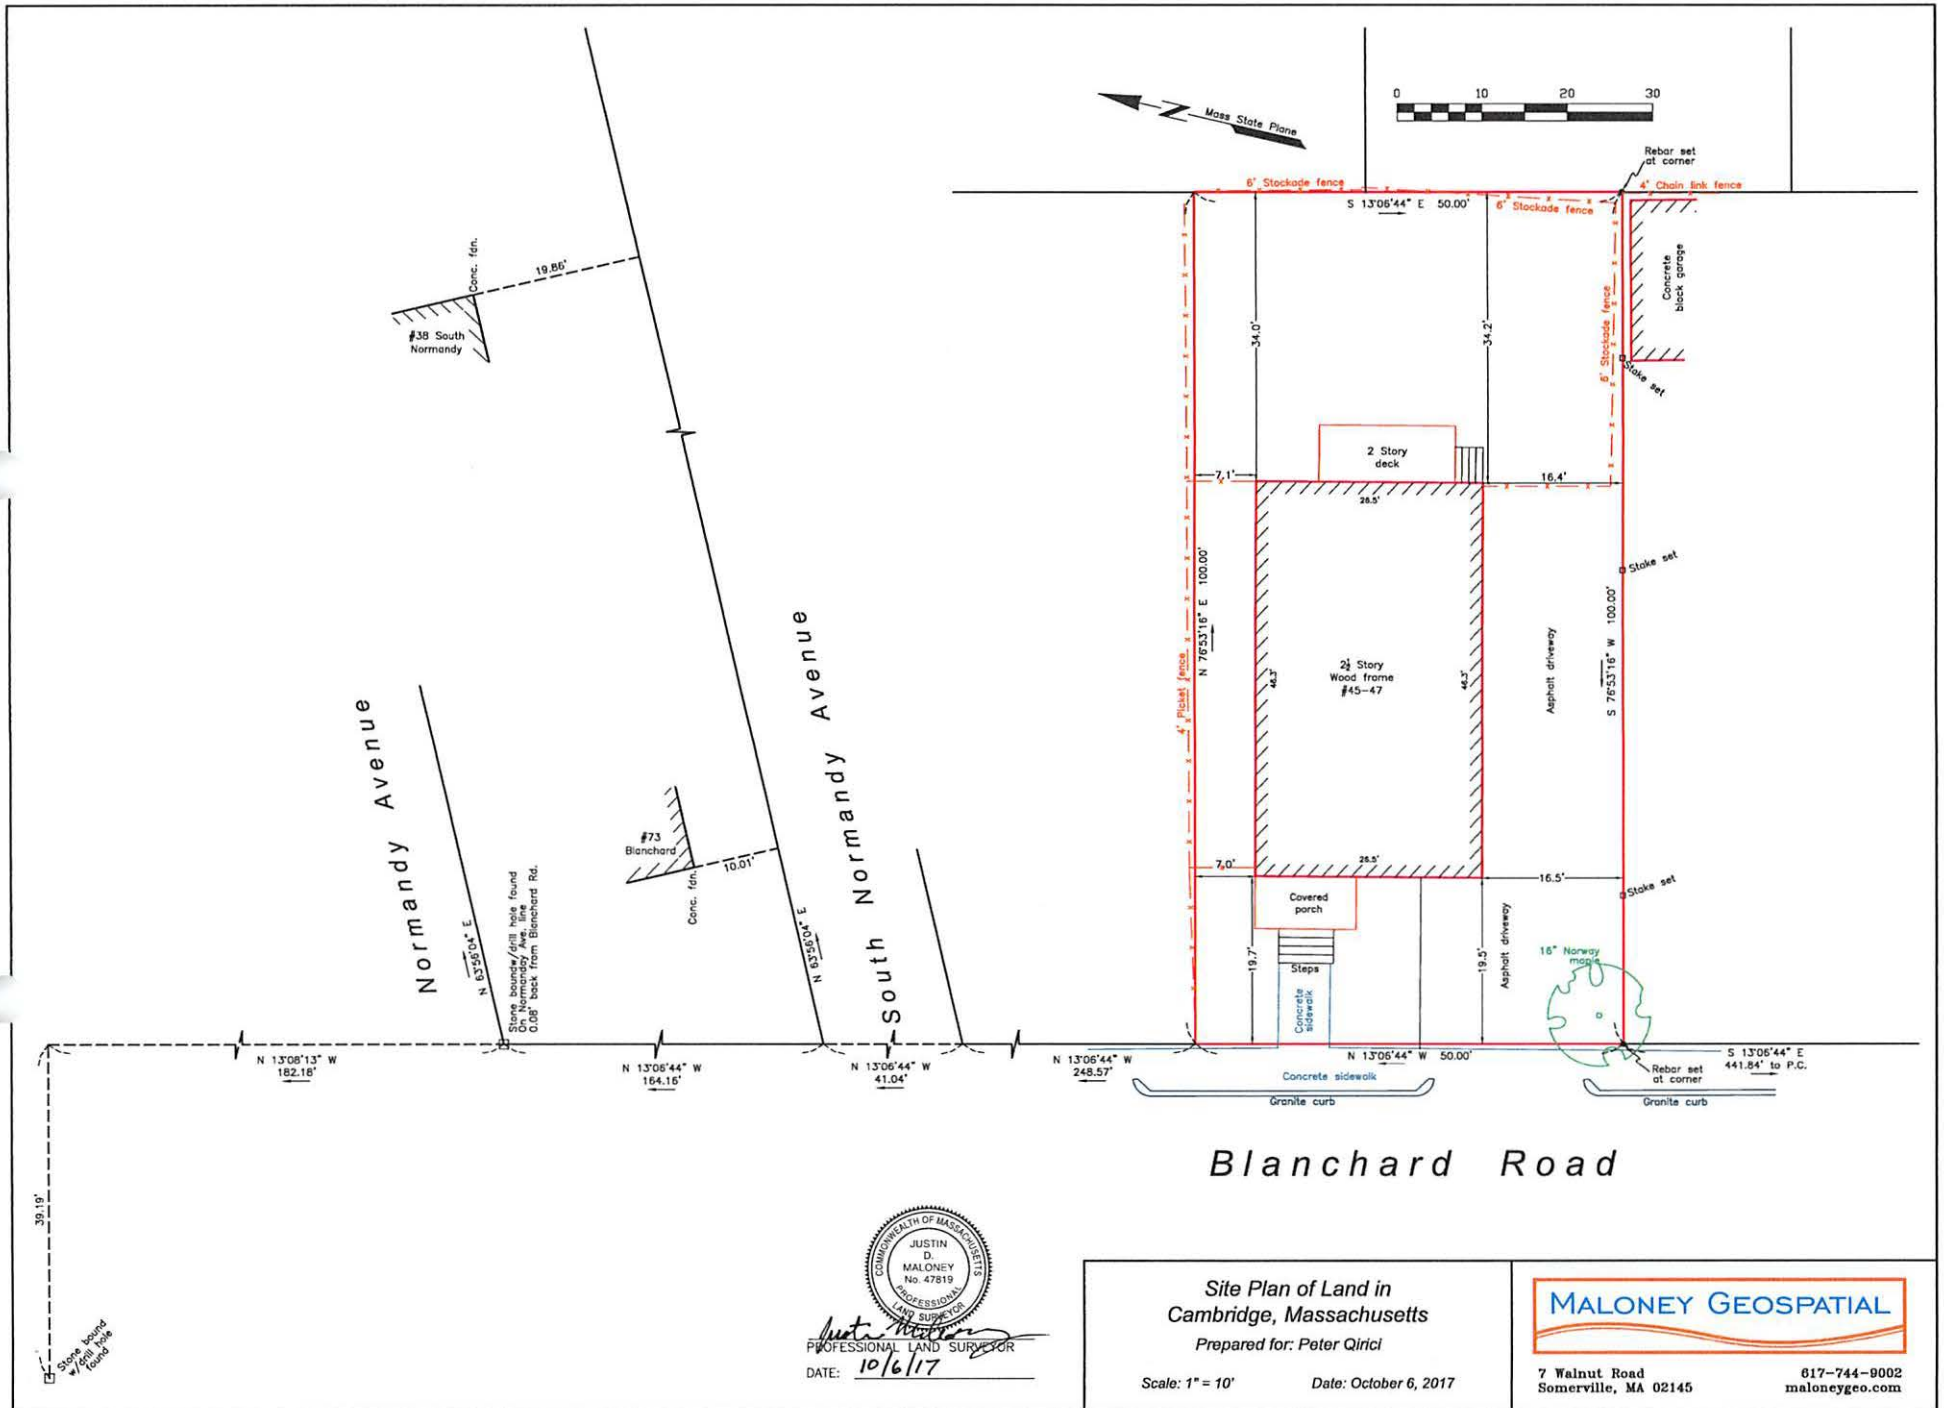 0 10 20 30
Mass State Plane
Rebar set
at corner
6' Stockade fence
4' Chain link fence
S 13°06'44" E 50.00'
6' Stockade fence
Conc. fdn.
19.86'
#38 South
Normandy
34.0'
34.2'
6' Stockade fence
Concrete
block garage
Stake set
2 Story
deck
7.1'
16.4'
26.5'
N 76°53'16" E 100.00'
Stake set
S 76°53'16" W 100.00'
Asphalt driveway
4' Picket fence
46.3'
2½ Story
Wood frame
#45-47
46.3'
Normandy Avenue
South Normandy Avenue
#73
Blanchard
10.01'
Conc. fdn.
7.0'
26.5'
16.5'
Stake set
Covered
porch
19.7'
Steps
Concrete
sidewalk
19.5'
Asphalt driveway
16" Norway
maple
N 63°56'04" E
Stone boundw/drill hole found
On Normanday Ave. line
0.08' back from Blanchard Rd.
N 63°56'04" E
N 13°08'13" W
182.18'
N 13°06'44" W
164.16'
N 13°06'44" W
41.04'
N 13°06'44" W
248.57'
N 13°06'44" W 50.00'
S 13°06'44" E
441.84' to P.C.
Rebar set
at corner
Concrete sidewalk
Granite curb
Granite curb
Blanchard Road
39.19'
Stone bound
w/drill hole
found
COMMONWEALTH OF MASSACHUSETTS
JUSTIN
D.
MALONEY
No. 47819
PROFESSIONAL
LAND SURVEYOR
PROFESSIONAL LAND SURVEYOR
DATE: 10/6/17
Site Plan of Land in
Cambridge, Massachusetts
Prepared for: Peter Qirici
Scale: 1" = 10' Date: October 6, 2017
MALONEY GEOSPATIAL
7 Walnut Road
Somerville, MA 02145
617-744-9002
maloneygeo.com